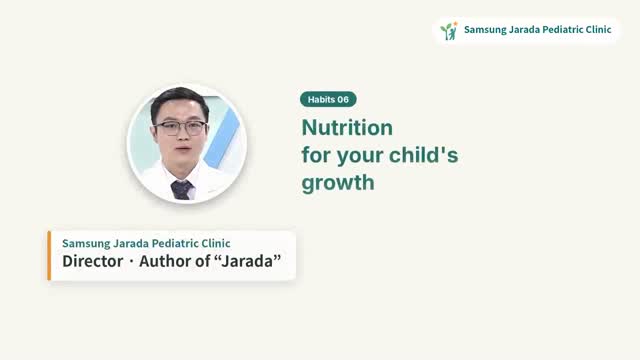 Samsung Jarada Pediatric Clinic
Habits 06
Nutrition
for your child's
growth
Samsung Jarada Pediatric Clinic
Director · Author of “Jarada”